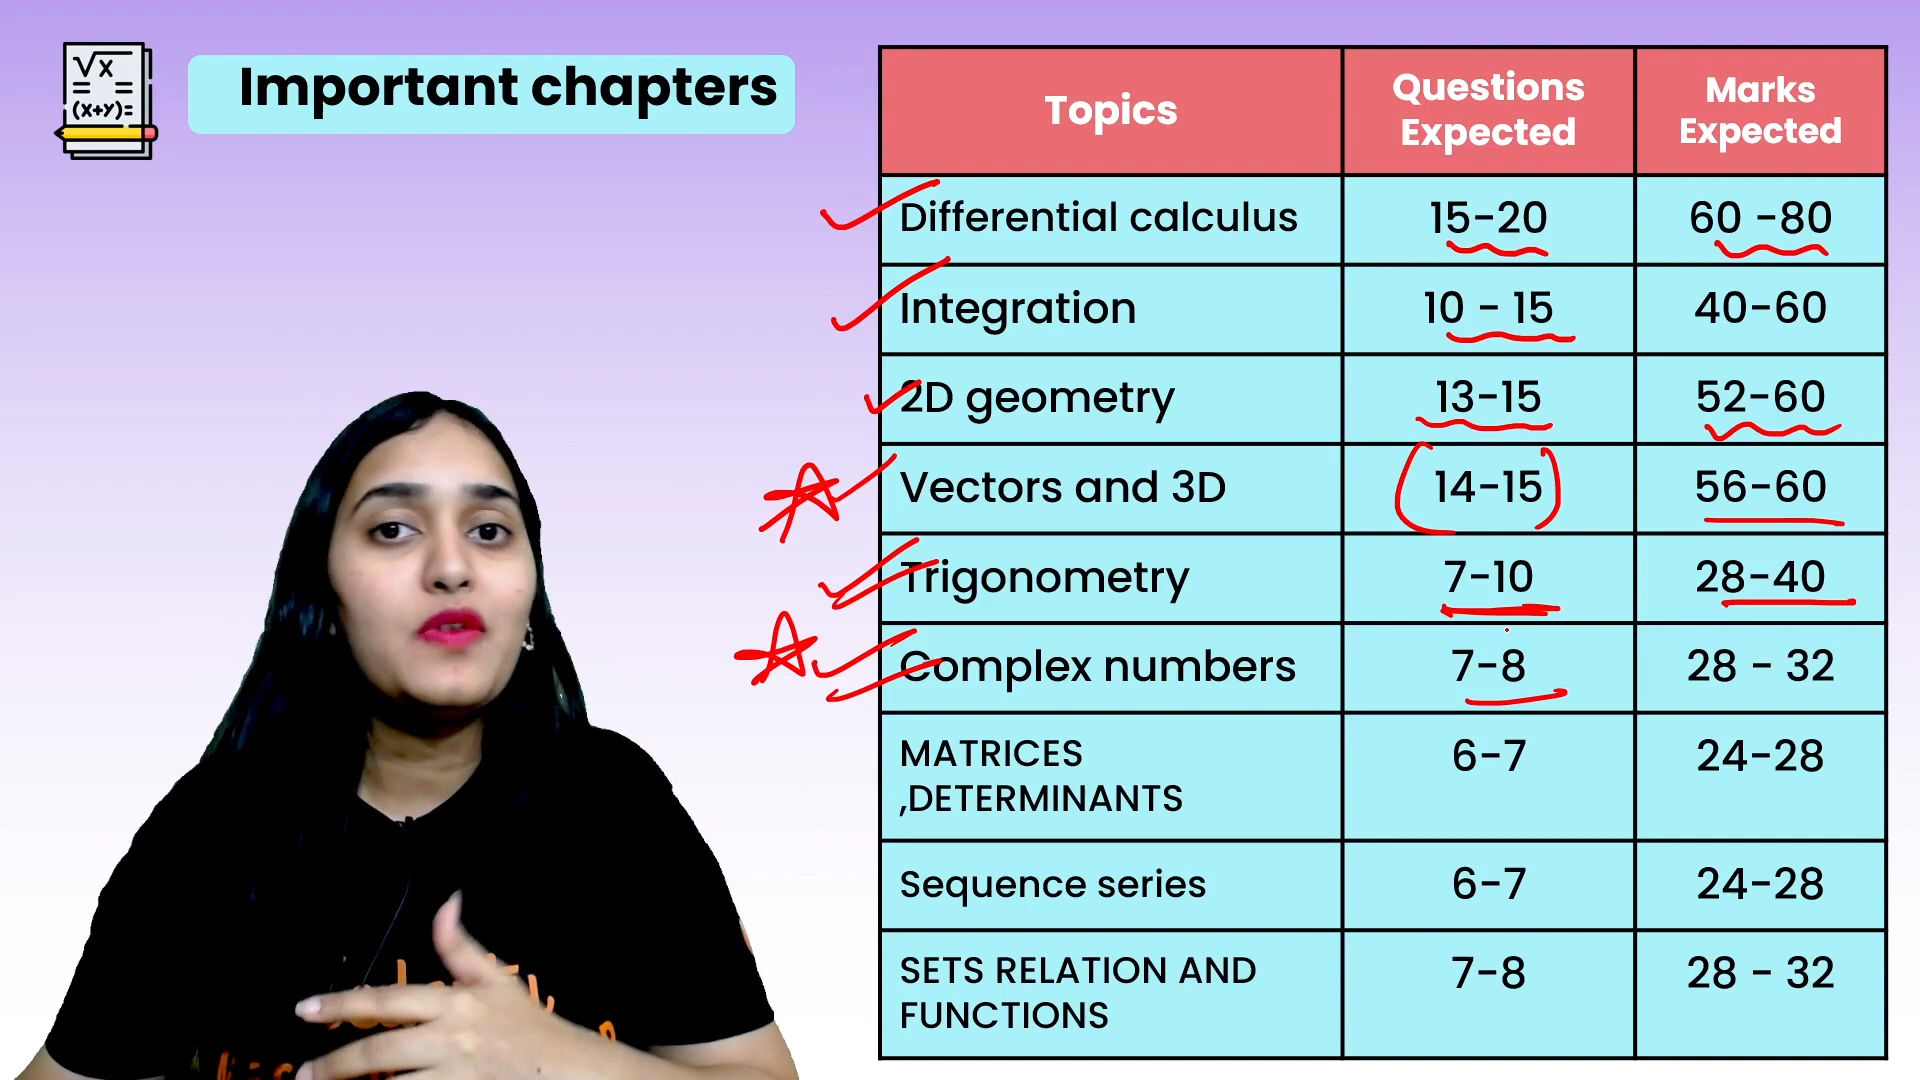 √x
(x+y)=
Important chapters
Topics
Questions
Expected
Marks
Expected
Differential calculus
15-20
60 -80
Integration
10 - 15
40-60
2D geometry
13-15
52-60
Vectors and 3D
14-15
56-60
Trigonometry
7-10
28-40
Complex numbers
7-8
28 - 32
MATRICES
,DETERMINANTS
6-7
24-28
Sequence series
6-7
24-28
SETS RELATION AND
FUNCTIONS
7-8
28 - 32